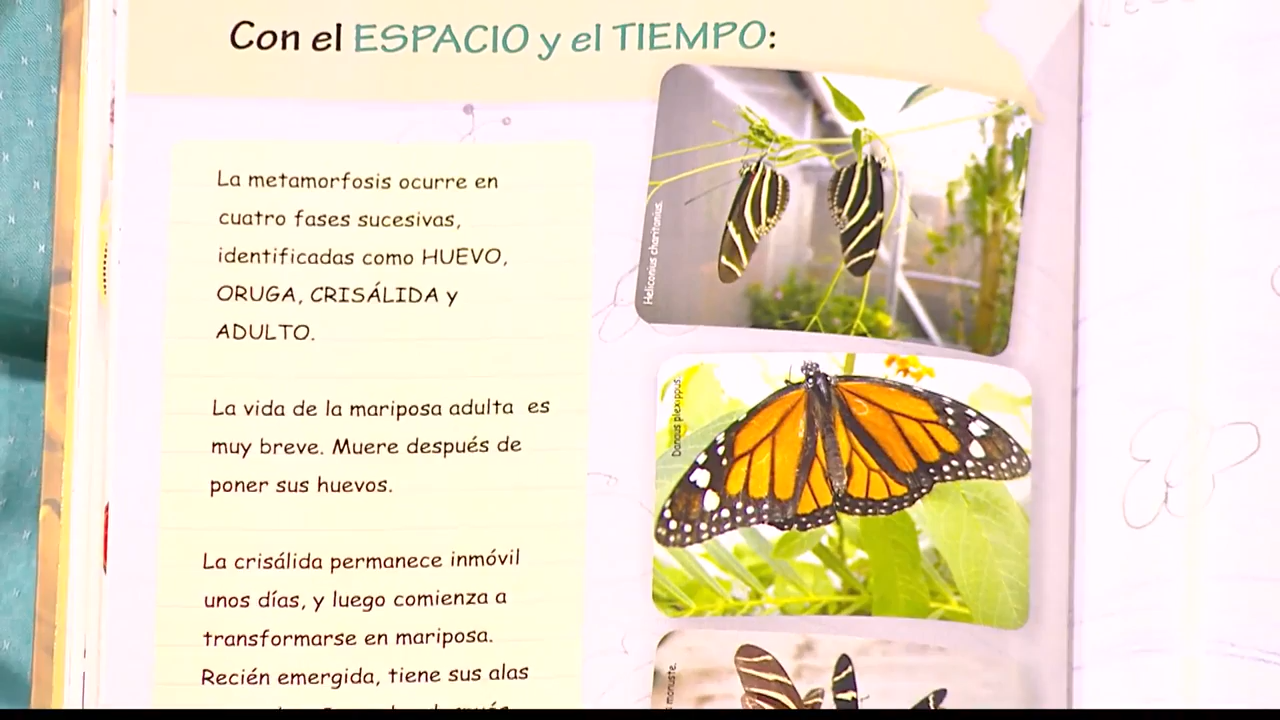 Con el ESPACIO y el TIEMPO:
La metamorfosis ocurre en
cuatro fases sucesivas,
identificadas como HUEVO,
ORUGA, CRISÁLIDA y
ADULTO.
La vida de la mariposa adulta es
muy breve. Muere después de
poner sus huevos.
La crisálida permanece inmóvil
unos días, y luego comienza a
transformarse en mariposa.
Recién emergida, tiene sus alas
Heliconius charitonius.
Danaus plexippus.
monuste.